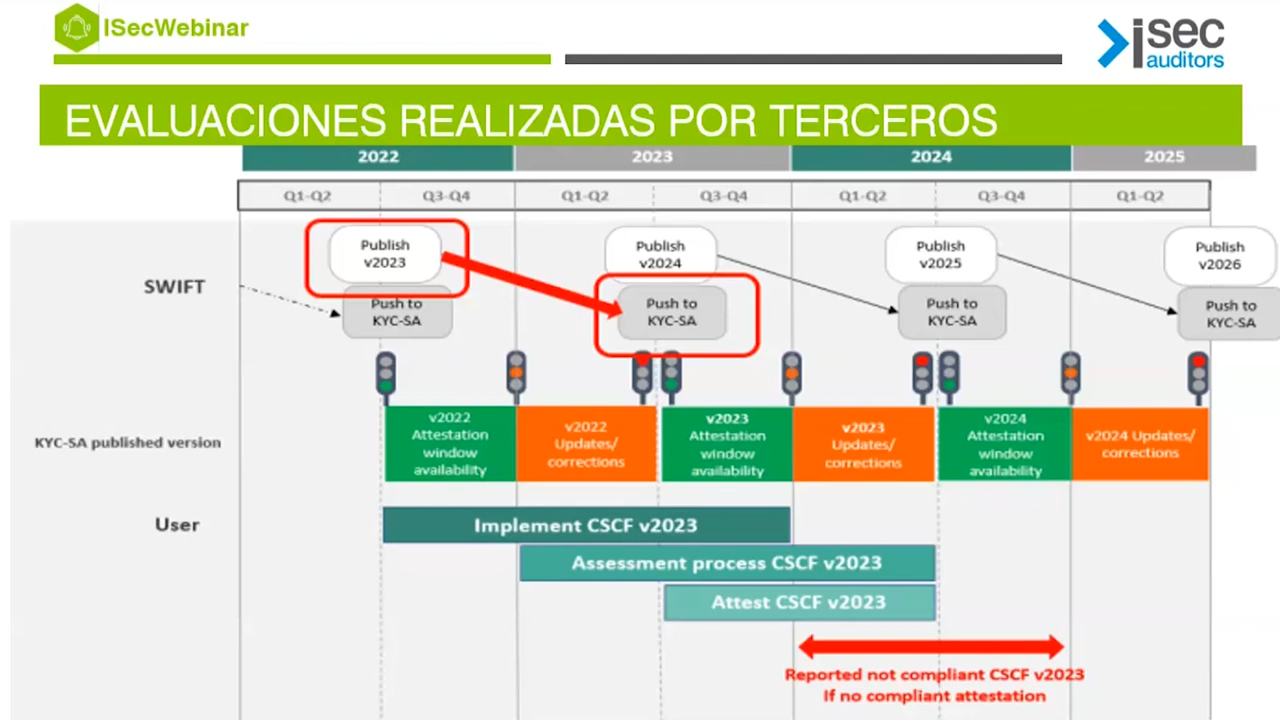 ISecWebinar
isec
auditors
EVALUACIONES REALIZADAS POR TERCEROS
2022 2023 2024 2025
Q1-Q2 Q3-Q4 Q1-Q2 Q3-Q4 Q1-Q2 Q3-Q4 Q1-Q2
Publish
v2023
Publish
v2024
Publish
v2025
Publish
v2026
SWIFT
Push to
KYC-SA
Push to
KYC-SA
Push to
KYC-SA
Push to
KYC-SA
KYC-SA published version
v2022
Attestation
window
availability
v2022
Updates/
corrections
v2023
Attestation
window
availability
v2023
Updates/
corrections
v2024
Attestation
window
availability
v2024 Updates/
corrections
User
Implement CSCF v2023
Assessment process CSCF v2023
Attest CSCF v2023
Reported not compliant CSCF v2023
If no compliant attestation